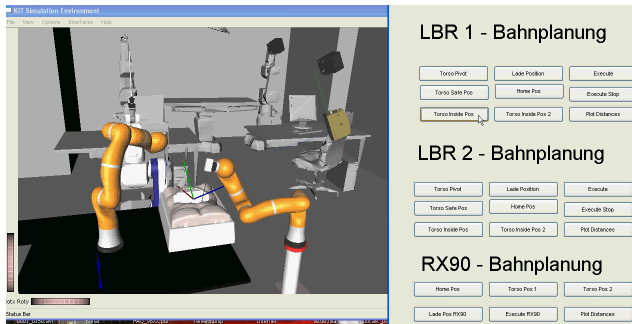 KIT Simulation Environment
File View Options Interfaces Help
rotx Roty
Status Bar
LBR 1 - Bahnplanung
Torso Pivot Lade Position Execute
Torso Safe Pos Home Pos Execute Stop
Torso Inside Pos Torso Inside Pos 2 Plot Distances
LBR 2 - Bahnplanung
Torso Pivot Lade Position Execute
Torso Safe Pos Home Pos Execute Stop
Torso Inside Pos Torso Inside Pos 2 Plot Distances
RX90 - Bahnplanung
Home Pos Torso Pos 1 Torso Pos 2
Lade Pos RX90 Execute RX90 Plot Distances